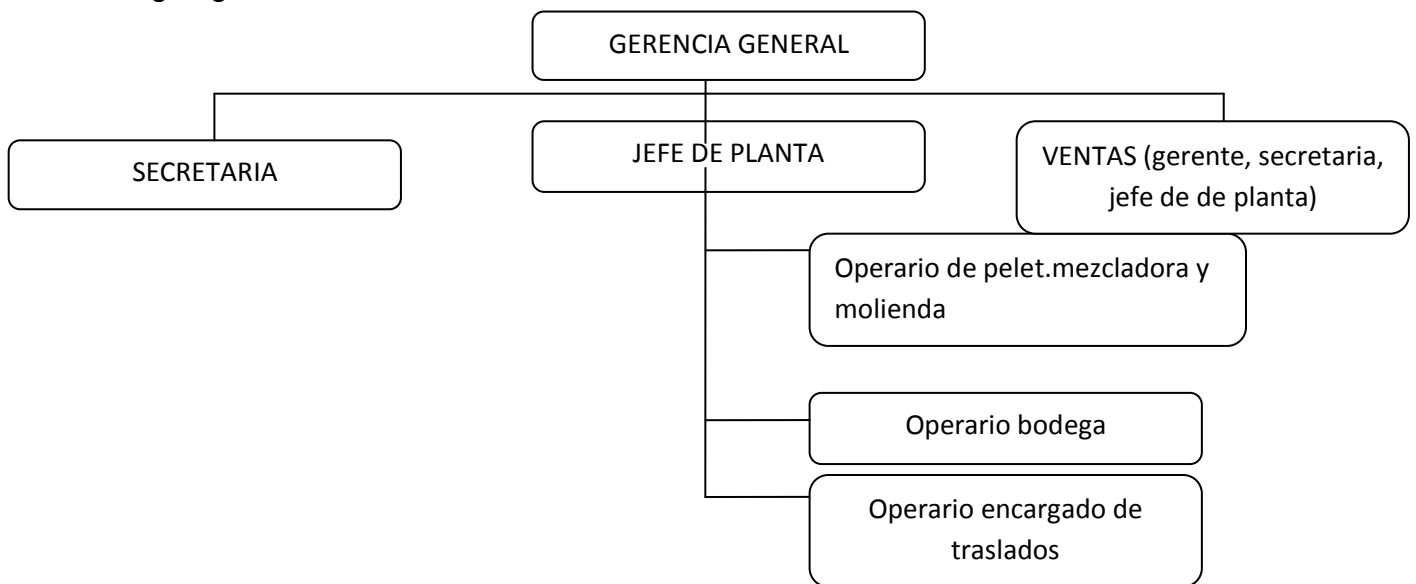 GERENCIA GENERAL
SECRETARIA
JEFE DE PLANTA
VENTAS (gerente, secretaria,
jefe de de planta)
Operario de pelet.mezcladora y
molienda
Operario bodega
Operario encargado de
traslados